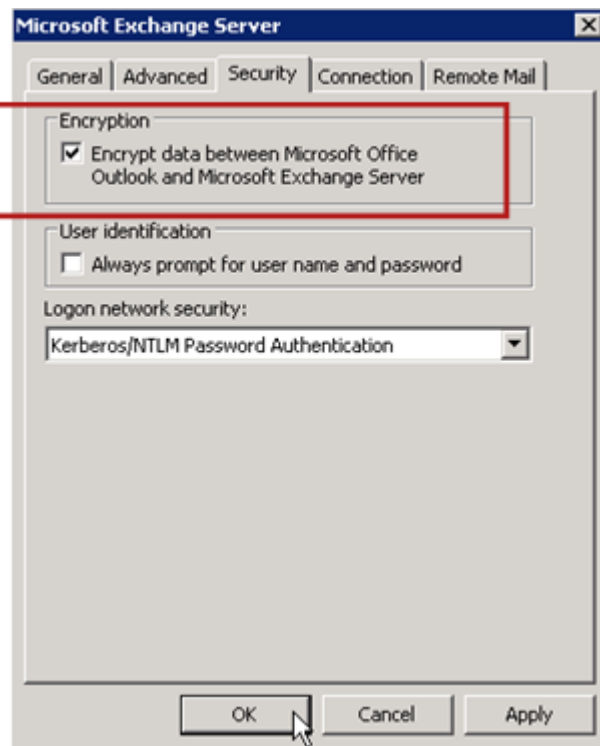 Microsoft Exchange Server
General Advanced Security Connection Remote Mail
Encryption
Encrypt data between Microsoft Office
Outlook and Microsoft Exchange Server
User identification
Always prompt for user name and password
Logon network security:
Kerberos/NTLM Password Authentication
OK Cancel Apply